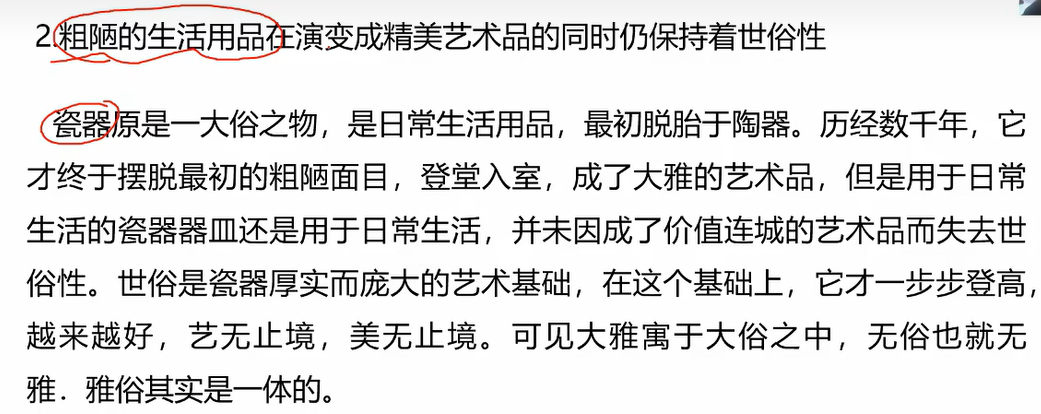 2.粗陋的生活用品在演变成精美艺术品的同时仍保持着世俗性
瓷器原是一大俗之物，是日常生活用品，最初脱胎于陶器。历经数千年，它
才终于摆脱最初的粗陋面目，登堂入室，成了大雅的艺术品，但是用于日常
生活的瓷器器皿还是用于日常生活，并未因成了价值连城的艺术品而失去世
俗性。世俗是瓷器厚实而庞大的艺术基础，在这个基础上，它才一步步登高，
越来越好，艺无止境，美无止境。可见大雅寓于大俗之中，无俗也就无
雅．雅俗其实是一体的。